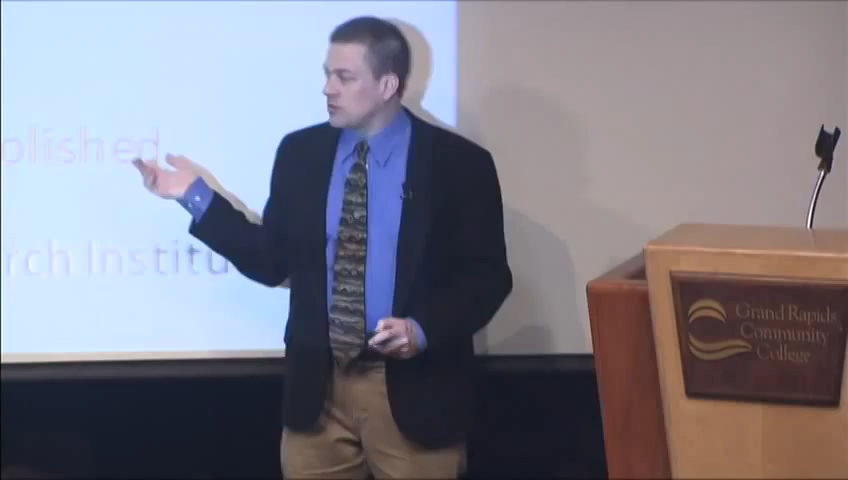 olished
rch Institu
Grand Rapids
Community
College